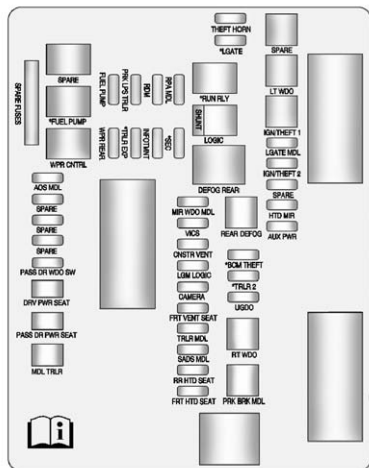 THEFT HORN
*LGATE
SPARE
SPARE FUSES
SPARE
*FUEL PUMP
WPR CNTRL
FUEL PUMP
PRK LPS TRLR
RDM
RPA MDL
WPR REAR
*TRLR EXP
INFOTMNT
*SEC
*RUN RLY
SHUNT
LOGIC
DEFOG REAR
LT WDO
IGN/THEFT 1
LGATE MDL
IGN/THEFT 2
SPARE
HTD MIR
AUX PWR
AOS MDL
SPARE
SPARE
SPARE
PASS DR WDO SW
DRV PWR SEAT
PASS DR PWR SEAT
MDL TRLR
MIR WDO MDL
VICS
CNSTR VENT
LGM LOGIC
CAMERA
FRT VENT SEAT
TRLR MDL
SADS MDL
RR HTD SEAT
FRT HTD SEAT
REAR DEFOG
*BCM THEFT
*TRLR 2
UGDO
RT WDO
PRK BRK MDL
i